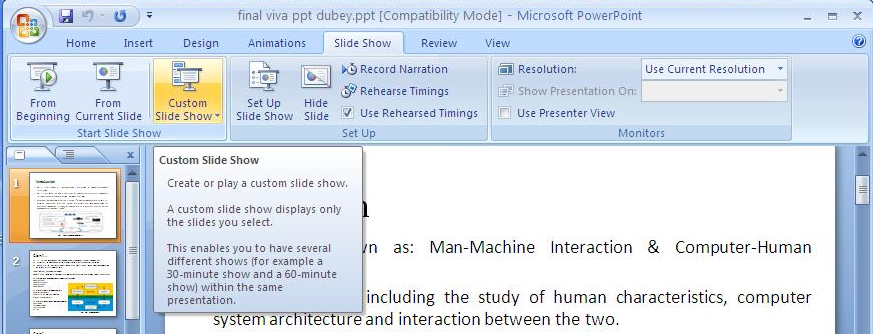 final viva ppt dubey.ppt [Compatibility Mode] - Microsoft PowerPoint
Home Insert Design Animations Slide Show Review View
From Beginning
From Current Slide
Custom Slide Show
Start Slide Show
Set Up Slide Show
Hide Slide
Record Narration
Rehearse Timings
Use Rehearsed Timings
Set Up
Resolution: Use Current Resolution
Show Presentation On:
Use Presenter View
Monitors
1
2
Custom Slide Show
Create or play a custom slide show.
A custom slide show displays only
the slides you select.
This enables you to have several
different shows (for example a
30-minute show and a 60-minute
show) within the same
presentation.
as: Man-Machine Interaction & Computer-Human
including the study of human characteristics, computer
system architecture and interaction between the two.